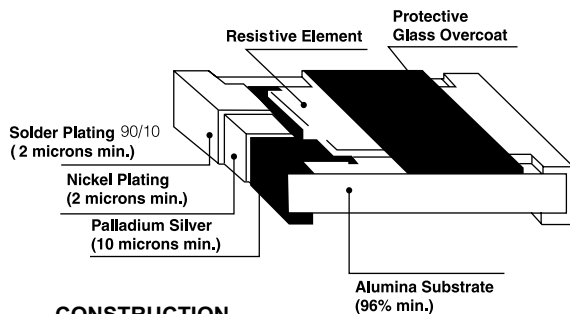 Protective
Glass Overcoat
Resistive Element
Solder Plating 90/10
( 2 microns min.)
Nickel Plating
(2 microns min.)
Palladium Silver
(10 microns min.)
Alumina Substrate
(96% min.)
CONSTRUCTION